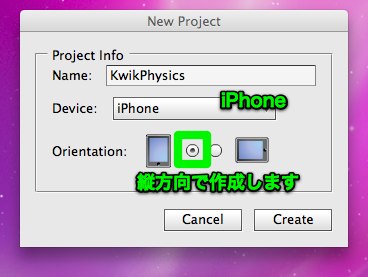 New Project
Project Info
Name: KwikPhysics
Device: iPhone iPhone
Orientation:
縦方向で作成します
Cancel Create